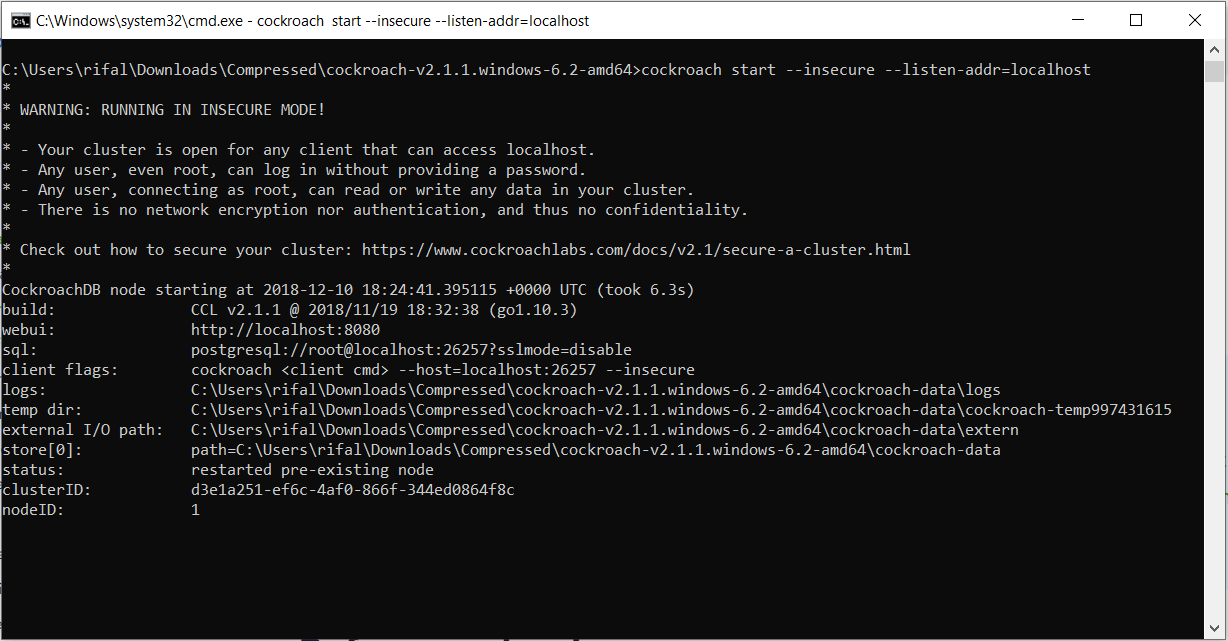 C:\Windows\system32\cmd.exe - cockroach  start --insecure --listen-addr=localhost
C:\Users\rifal\Downloads\Compressed\cockroach-v2.1.1.windows-6.2-amd64>cockroach start --insecure --listen-addr=localhost
*
* WARNING: RUNNING IN INSECURE MODE!
*
* - Your cluster is open for any client that can access localhost.
* - Any user, even root, can log in without providing a password.
* - Any user, connecting as root, can read or write any data in your cluster.
* - There is no network encryption nor authentication, and thus no confidentiality.
*
* Check out how to secure your cluster: https://www.cockroachlabs.com/docs/v2.1/secure-a-cluster.html
*
CockroachDB node starting at 2018-12-10 18:24:41.395115 +0000 UTC (took 6.3s)
build:               CCL v2.1.1 @ 2018/11/19 18:32:38 (go1.10.3)
webui:               http://localhost:8080
sql:                 postgresql://root@localhost:26257?sslmode=disable
client flags:        cockroach <client cmd> --host=localhost:26257 --insecure
logs:                C:\Users\rifal\Downloads\Compressed\cockroach-v2.1.1.windows-6.2-amd64\cockroach-data\logs
temp dir:            C:\Users\rifal\Downloads\Compressed\cockroach-v2.1.1.windows-6.2-amd64\cockroach-data\cockroach-temp997431615
external I/O path:   C:\Users\rifal\Downloads\Compressed\cockroach-v2.1.1.windows-6.2-amd64\cockroach-data\extern
store[0]:            path=C:\Users\rifal\Downloads\Compressed\cockroach-v2.1.1.windows-6.2-amd64\cockroach-data
status:              restarted pre-existing node
clusterID:           d3e1a251-ef6c-4af0-866f-344ed0864f8c
nodeID:              1